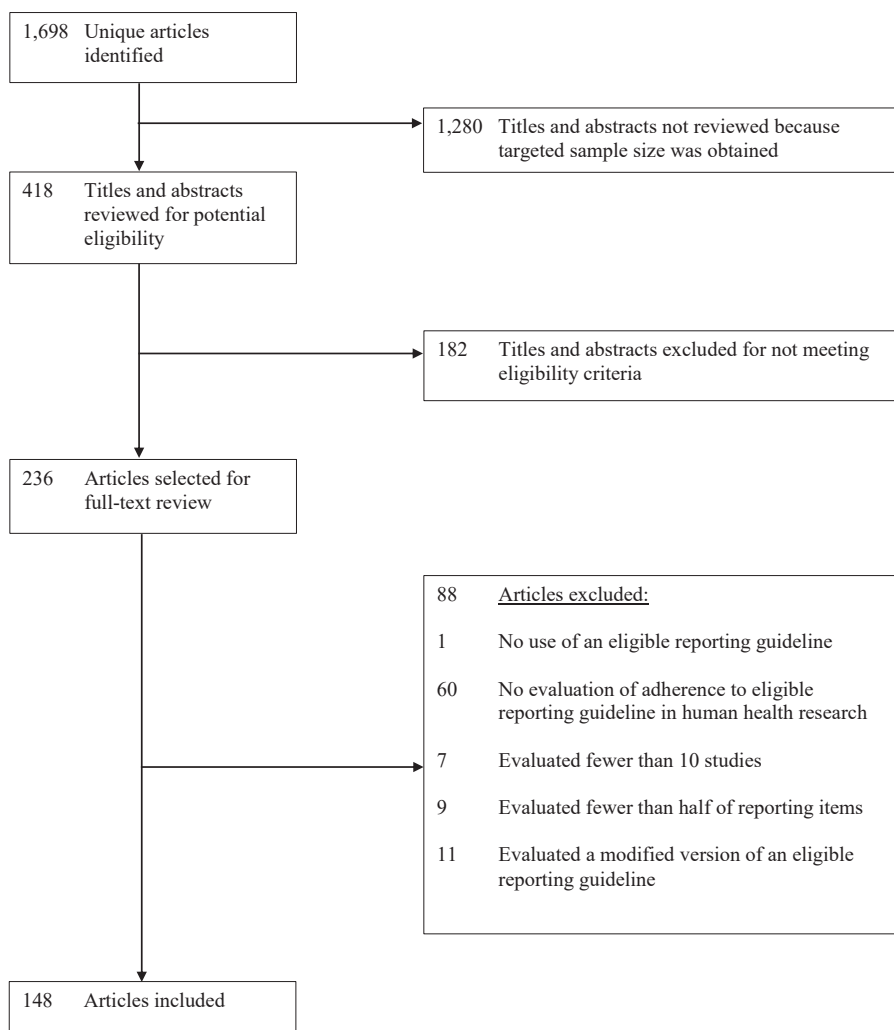 1,698 Unique articles
identified
1,280 Titles and abstracts not reviewed because
targeted sample size was obtained
418 Titles and abstracts
reviewed for potential
eligibility
182 Titles and abstracts excluded for not meeting
eligibility criteria
236 Articles selected for
full-text review
88 Articles excluded:
1 No use of an eligible reporting guideline
60 No evaluation of adherence to eligible
reporting guideline in human health research
7 Evaluated fewer than 10 studies
9 Evaluated fewer than half of reporting items
11 Evaluated a modified version of an eligible
reporting guideline
148 Articles included